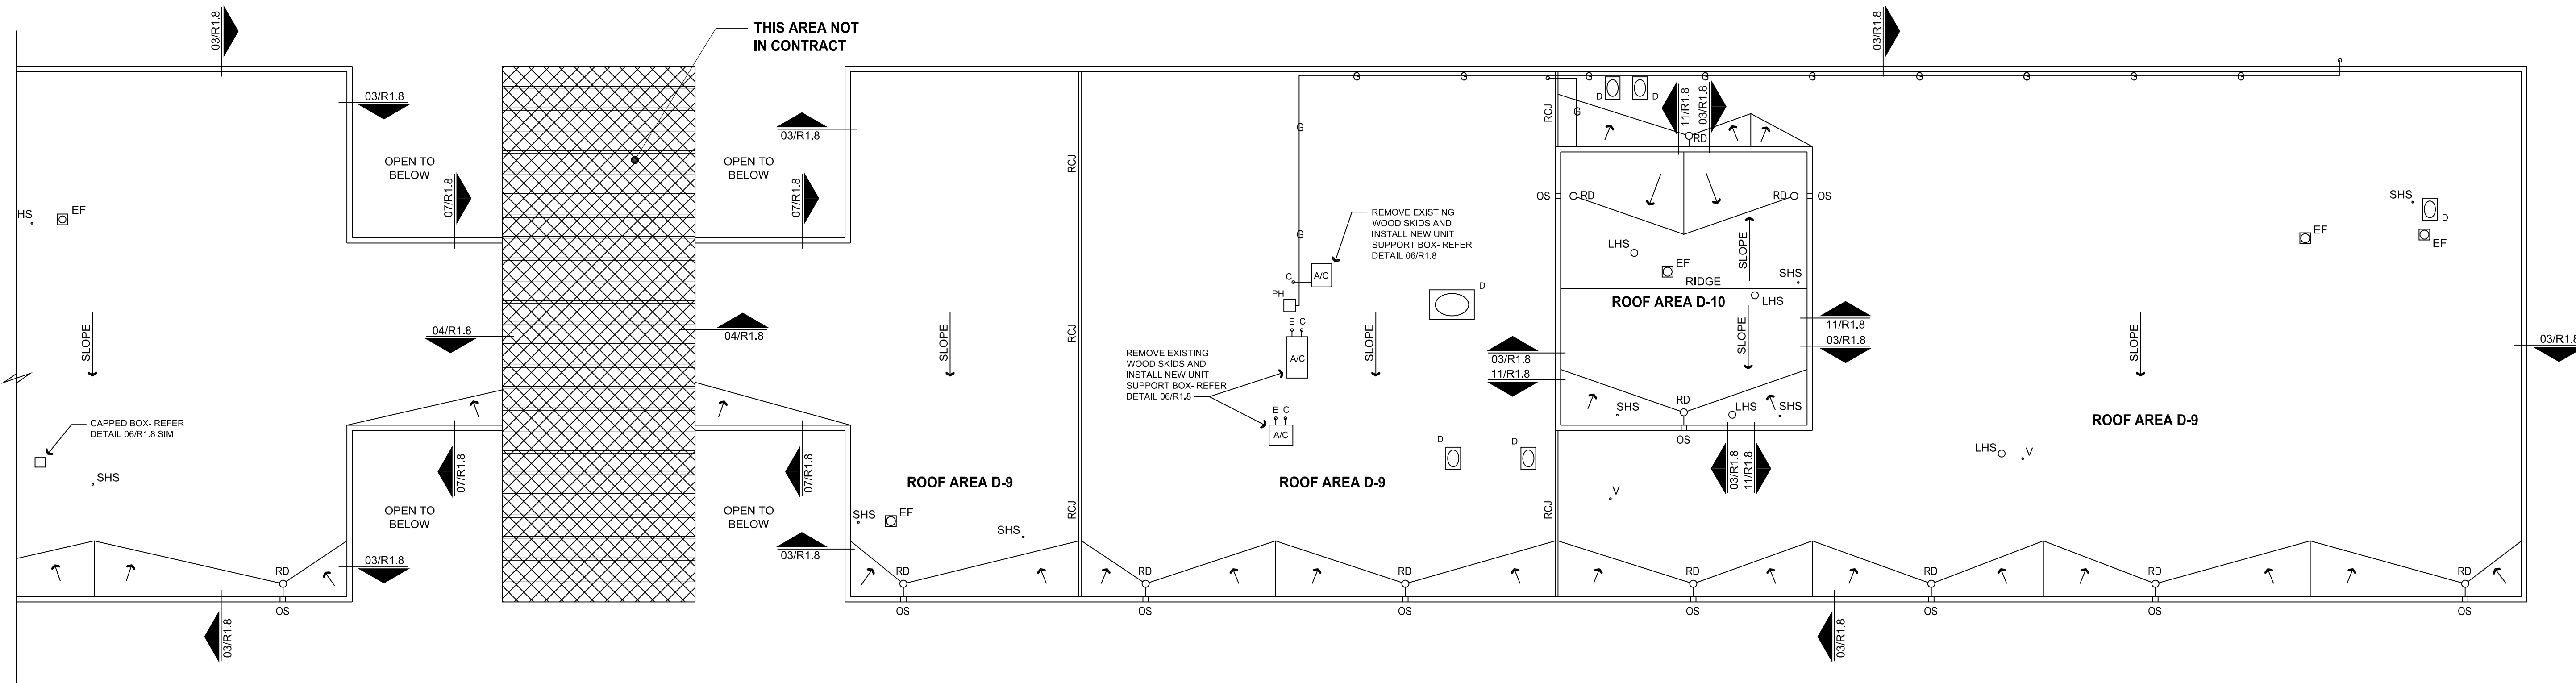 03/R1.8
THIS AREA NOT
IN CONTRACT
03/R1.8
G
G
G
G
G
G
G
G
G
03/R1.8
03/R1.8
OPEN TO
BELOW
07/R1.8
OPEN TO
BELOW
07/R1.8
RCJ
G
G
RCJ
G
D
D
11/R1.8
03/R1.8
RD
HS
EF
REMOVE EXISTING
WOOD SKIDS AND
INSTALL NEW UNIT
SUPPORT BOX- REFER
DETAIL 06/R1.8
C
A/C
PH
D
OS
RD
RD
OS
LHS
EF
SLOPE
SHS
RIDGE
ROOF AREA D-10
LHS
SHS
D
EF
EF
SLOPE
04/R1.8
04/R1.8
SLOPE
RCJ
E C
A/C
SLOPE
REMOVE EXISTING
WOOD SKIDS AND
INSTALL NEW UNIT
SUPPORT BOX- REFER
DETAIL 06/R1.8
E C
A/C
03/R1.8
11/R1.8
SLOPE
11/R1.8
03/R1.8
SLOPE
03/R1.8
RD
SHS
LHS
SHS
OS
ROOF AREA D-9
CAPPED BOX- REFER
DETAIL 06/R1.8 SIM
SHS
07/R1.8
07/R1.8
D
D
03/R1.8
11/R1.8
LHS
V
V
ROOF AREA D-9
ROOF AREA D-9
OPEN TO
BELOW
OPEN TO
BELOW
SHS
EF
SHS
RCJ
RCJ
03/R1.8
03/R1.8
RD
RD
RD
RD
RD
RD
RD
RD
OS
OS
OS
OS
OS
OS
OS
OS
03/R1.8
03/R1.8